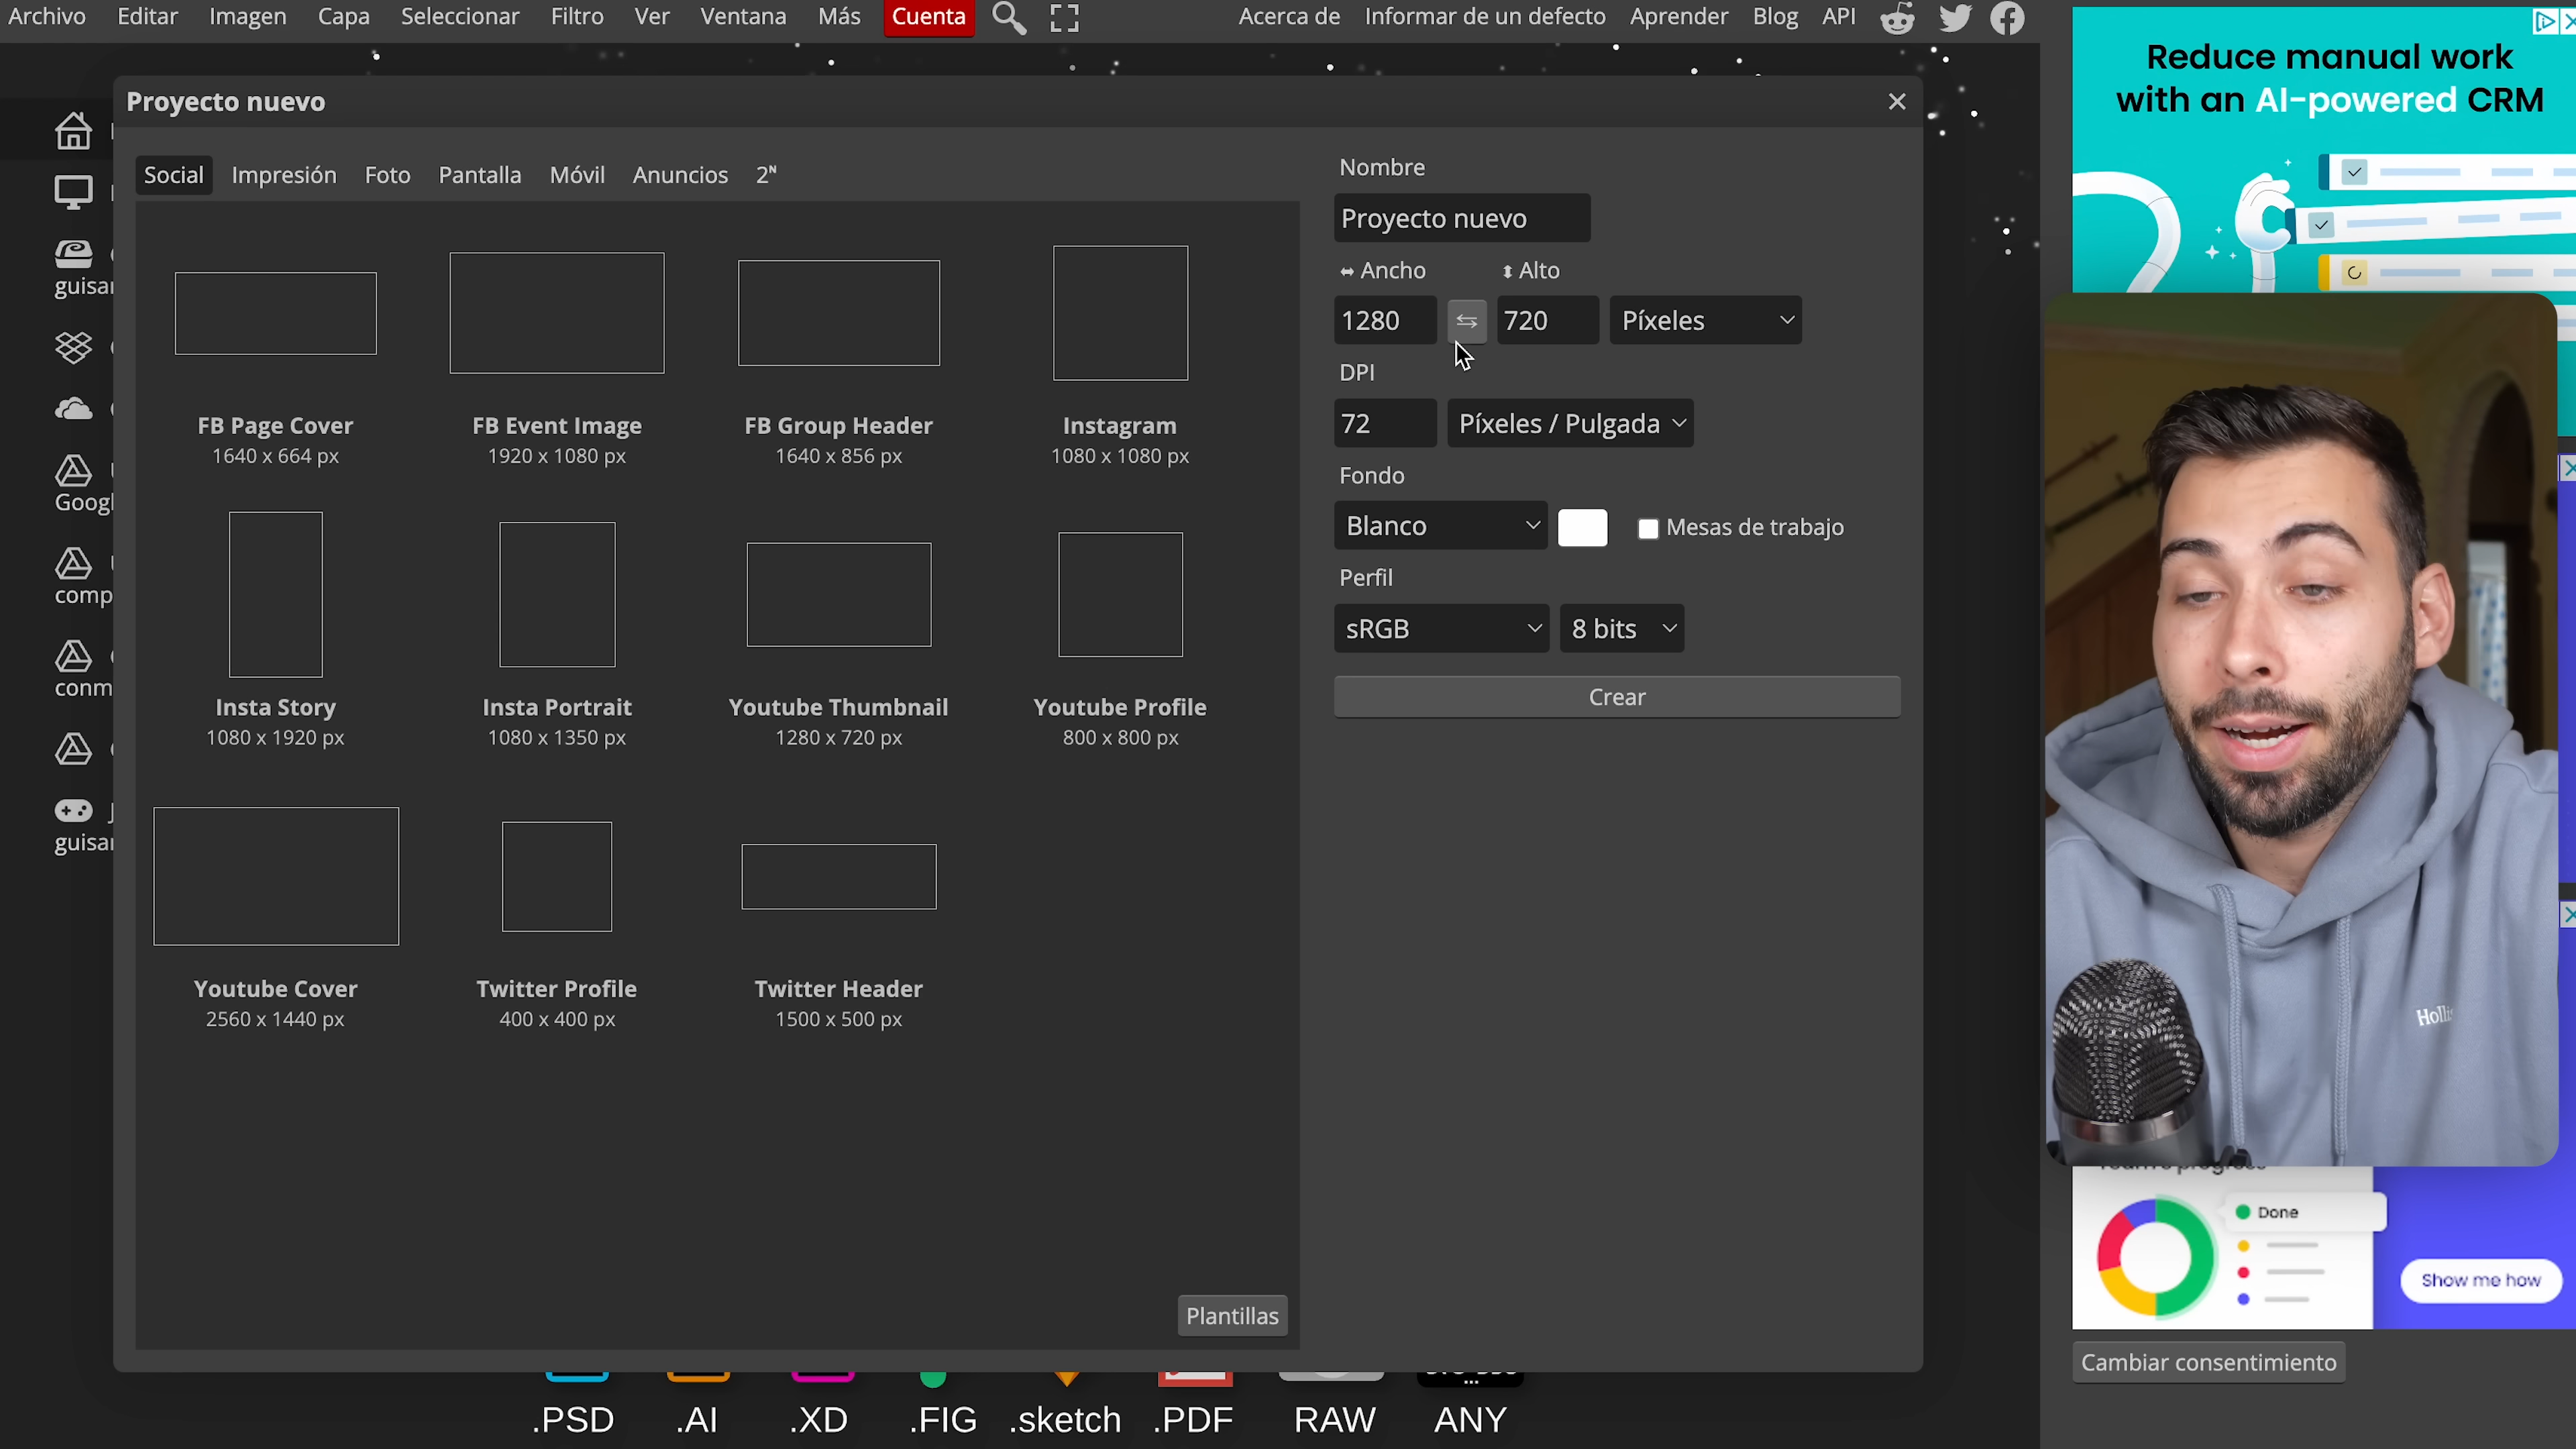 Archivo Editar Imagen Capa Seleccionar Filtro Ver Ventana Más Cuenta Acerca de Informar de un defecto Aprender Blog API
Proyecto nuevo
Social Impresión Foto Pantalla Móvil Anuncios 2ᴺ
FB Page Cover
1640 x 664 px
FB Event Image
1920 x 1080 px
FB Group Header
1640 x 856 px
Instagram
1080 x 1080 px
Insta Story
1080 x 1920 px
Insta Portrait
1080 x 1350 px
Youtube Thumbnail
1280 x 720 px
Youtube Profile
800 x 800 px
Youtube Cover
2560 x 1440 px
Twitter Profile
400 x 400 px
Twitter Header
1500 x 500 px
Plantillas
Nombre
Proyecto nuevo
Ancho Alto
1280 720 Píxeles
DPI
72 Píxeles / Pulgada
Fondo
Blanco Mesas de trabajo
Perfil
sRGB 8 bits
Crear
.PSD .AI .XD .FIG .sketch .PDF RAW ANY
Reduce manual work
with an AI-powered CRM
Done
Show me how
Cambiar consentimiento